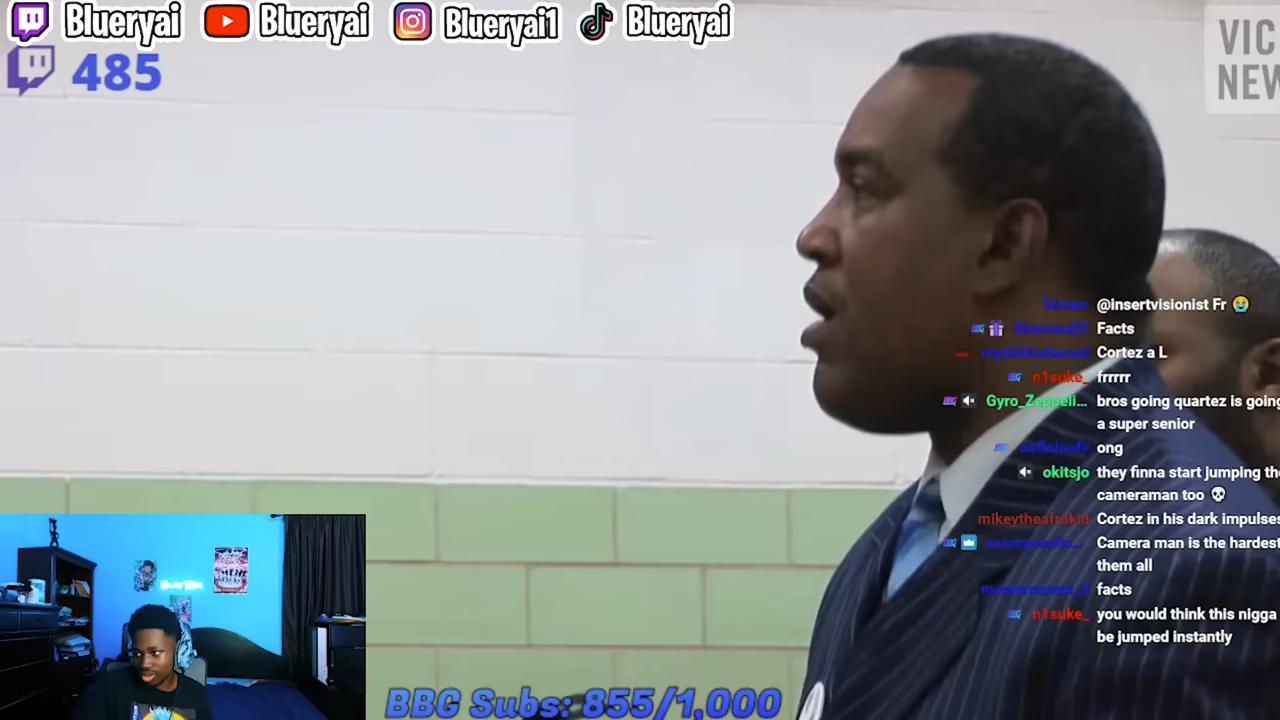 Blueryai Blueryai Blueryai1 Blueryai
485
VIC
NEW
@insertvisionist Fr 😭
Facts
Cortez a L
n1suke_ frrrrr
Gyro_Zeppeli... bros going quartez is going
a super senior
ong
okitsjo they finna start jumping the
cameraman too 💀
mikeytheafrokid Cortez in his dark impulses
Camera man is the hardest
them all
facts
n1suke_ you would think this nigga
be jumped instantly
BBG Subs: 855/1,000